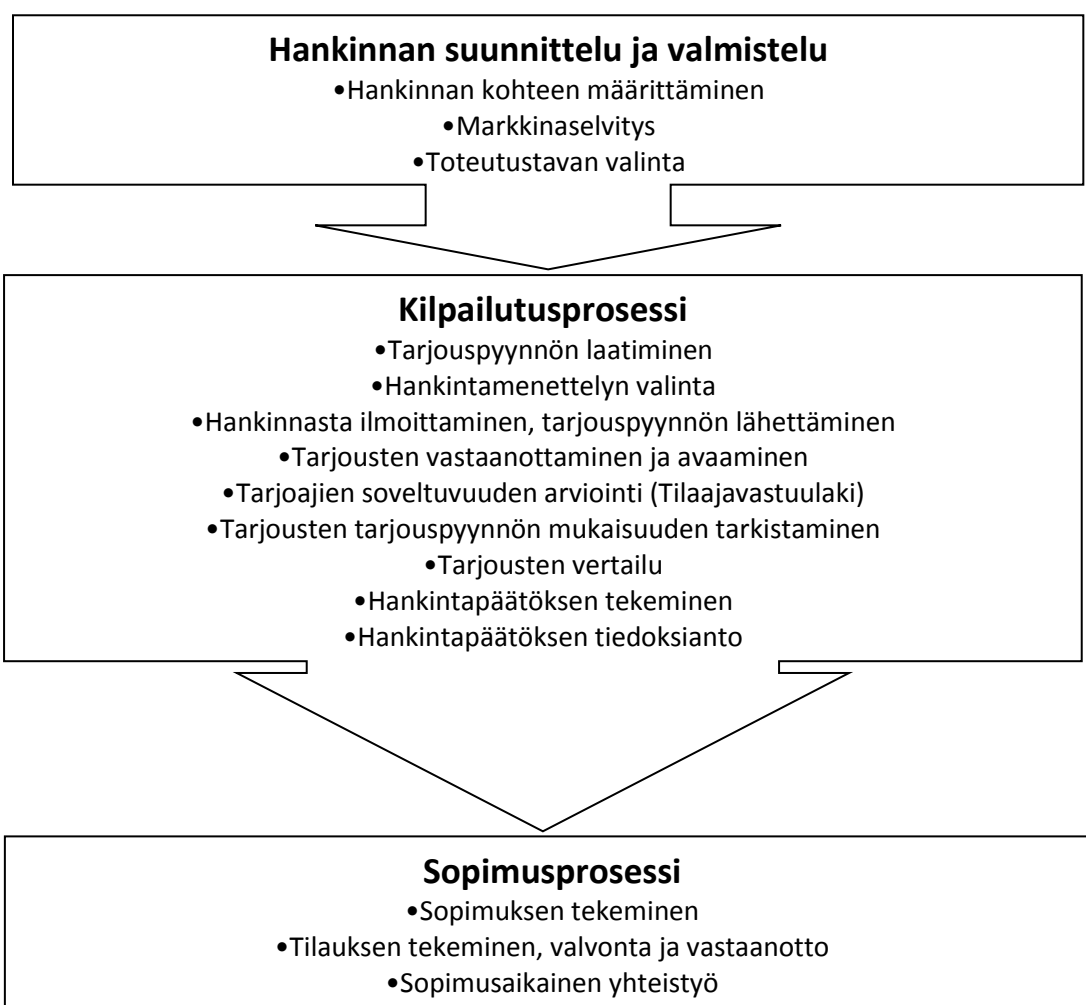 Hankinnan suunnittelu ja valmistelu
•Hankinnan kohteen määrittäminen
•Markkinaselvitys
•Toteutustavan valinta
Kilpailutusprosessi
•Tarjouspyynnön laatiminen
•Hankintamenettelyn valinta
•Hankinnasta ilmoittaminen, tarjouspyynnön lähettäminen
•Tarjousten vastaanottaminen ja avaaminen
•Tarjoajien soveltuvuuden arviointi (Tilaajavastuulaki)
•Tarjousten tarjouspyynnön mukaisuuden tarkistaminen
•Tarjousten vertailu
•Hankintapäätöksen tekeminen
•Hankintapäätöksen tiedoksianto
Sopimusprosessi
•Sopimuksen tekeminen
•Tilauksen tekeminen, valvonta ja vastaanotto
•Sopimusaikainen yhteistyö